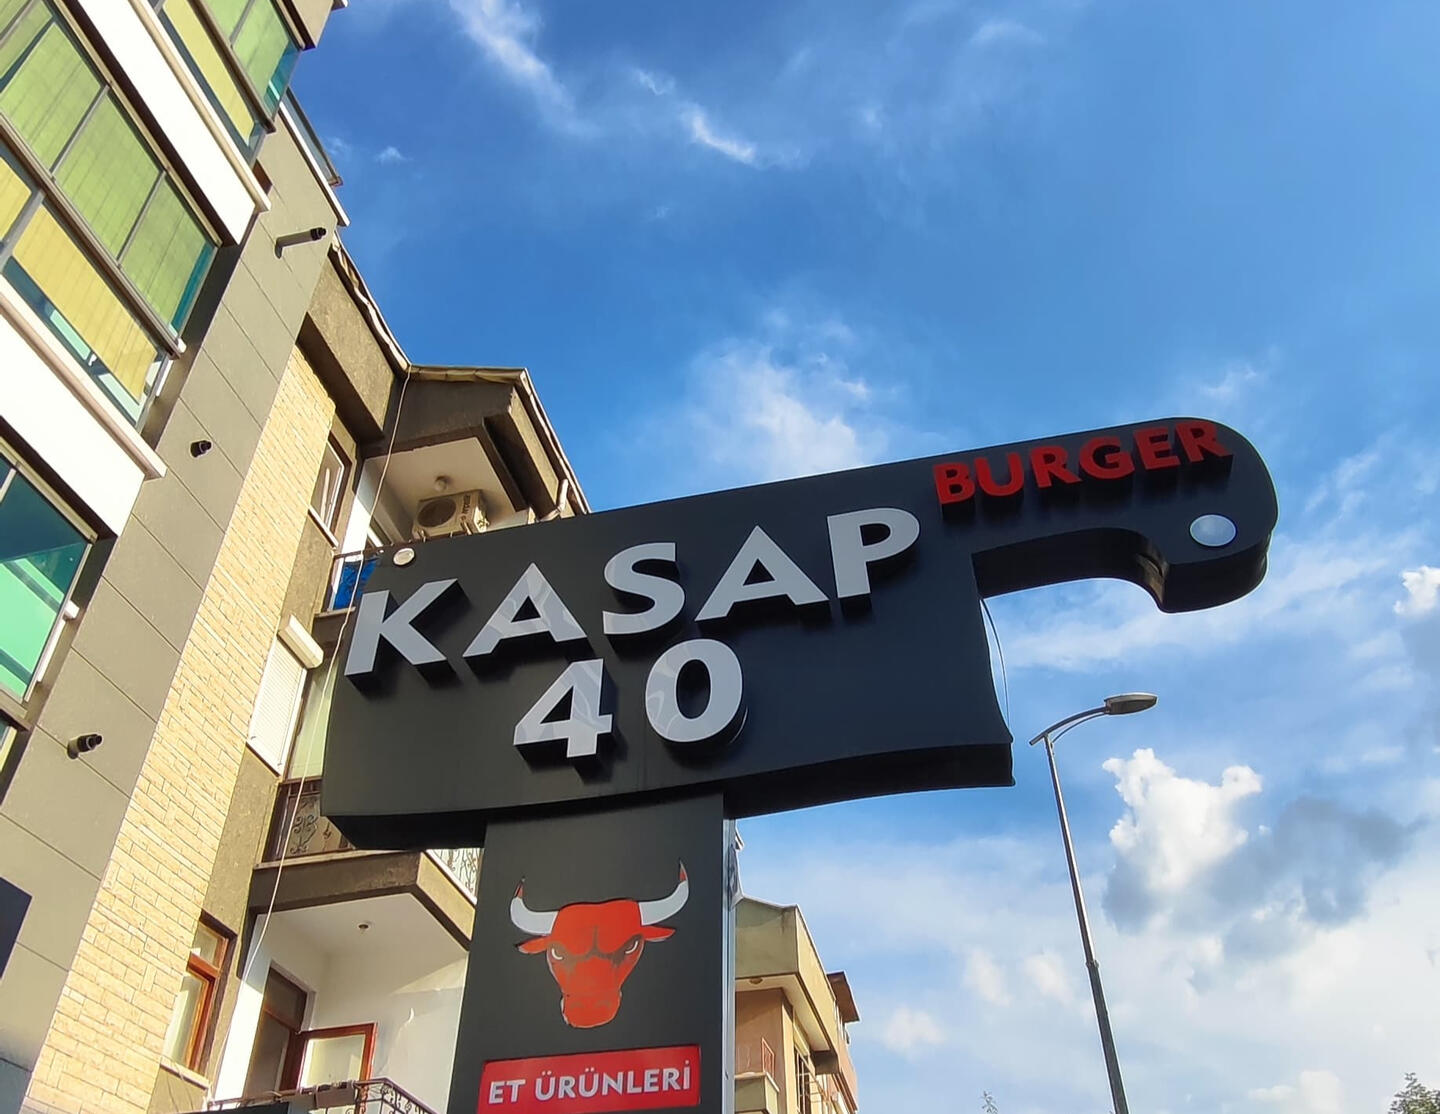 BURGER
KASAP
40
ET ÜRÜNLERİ